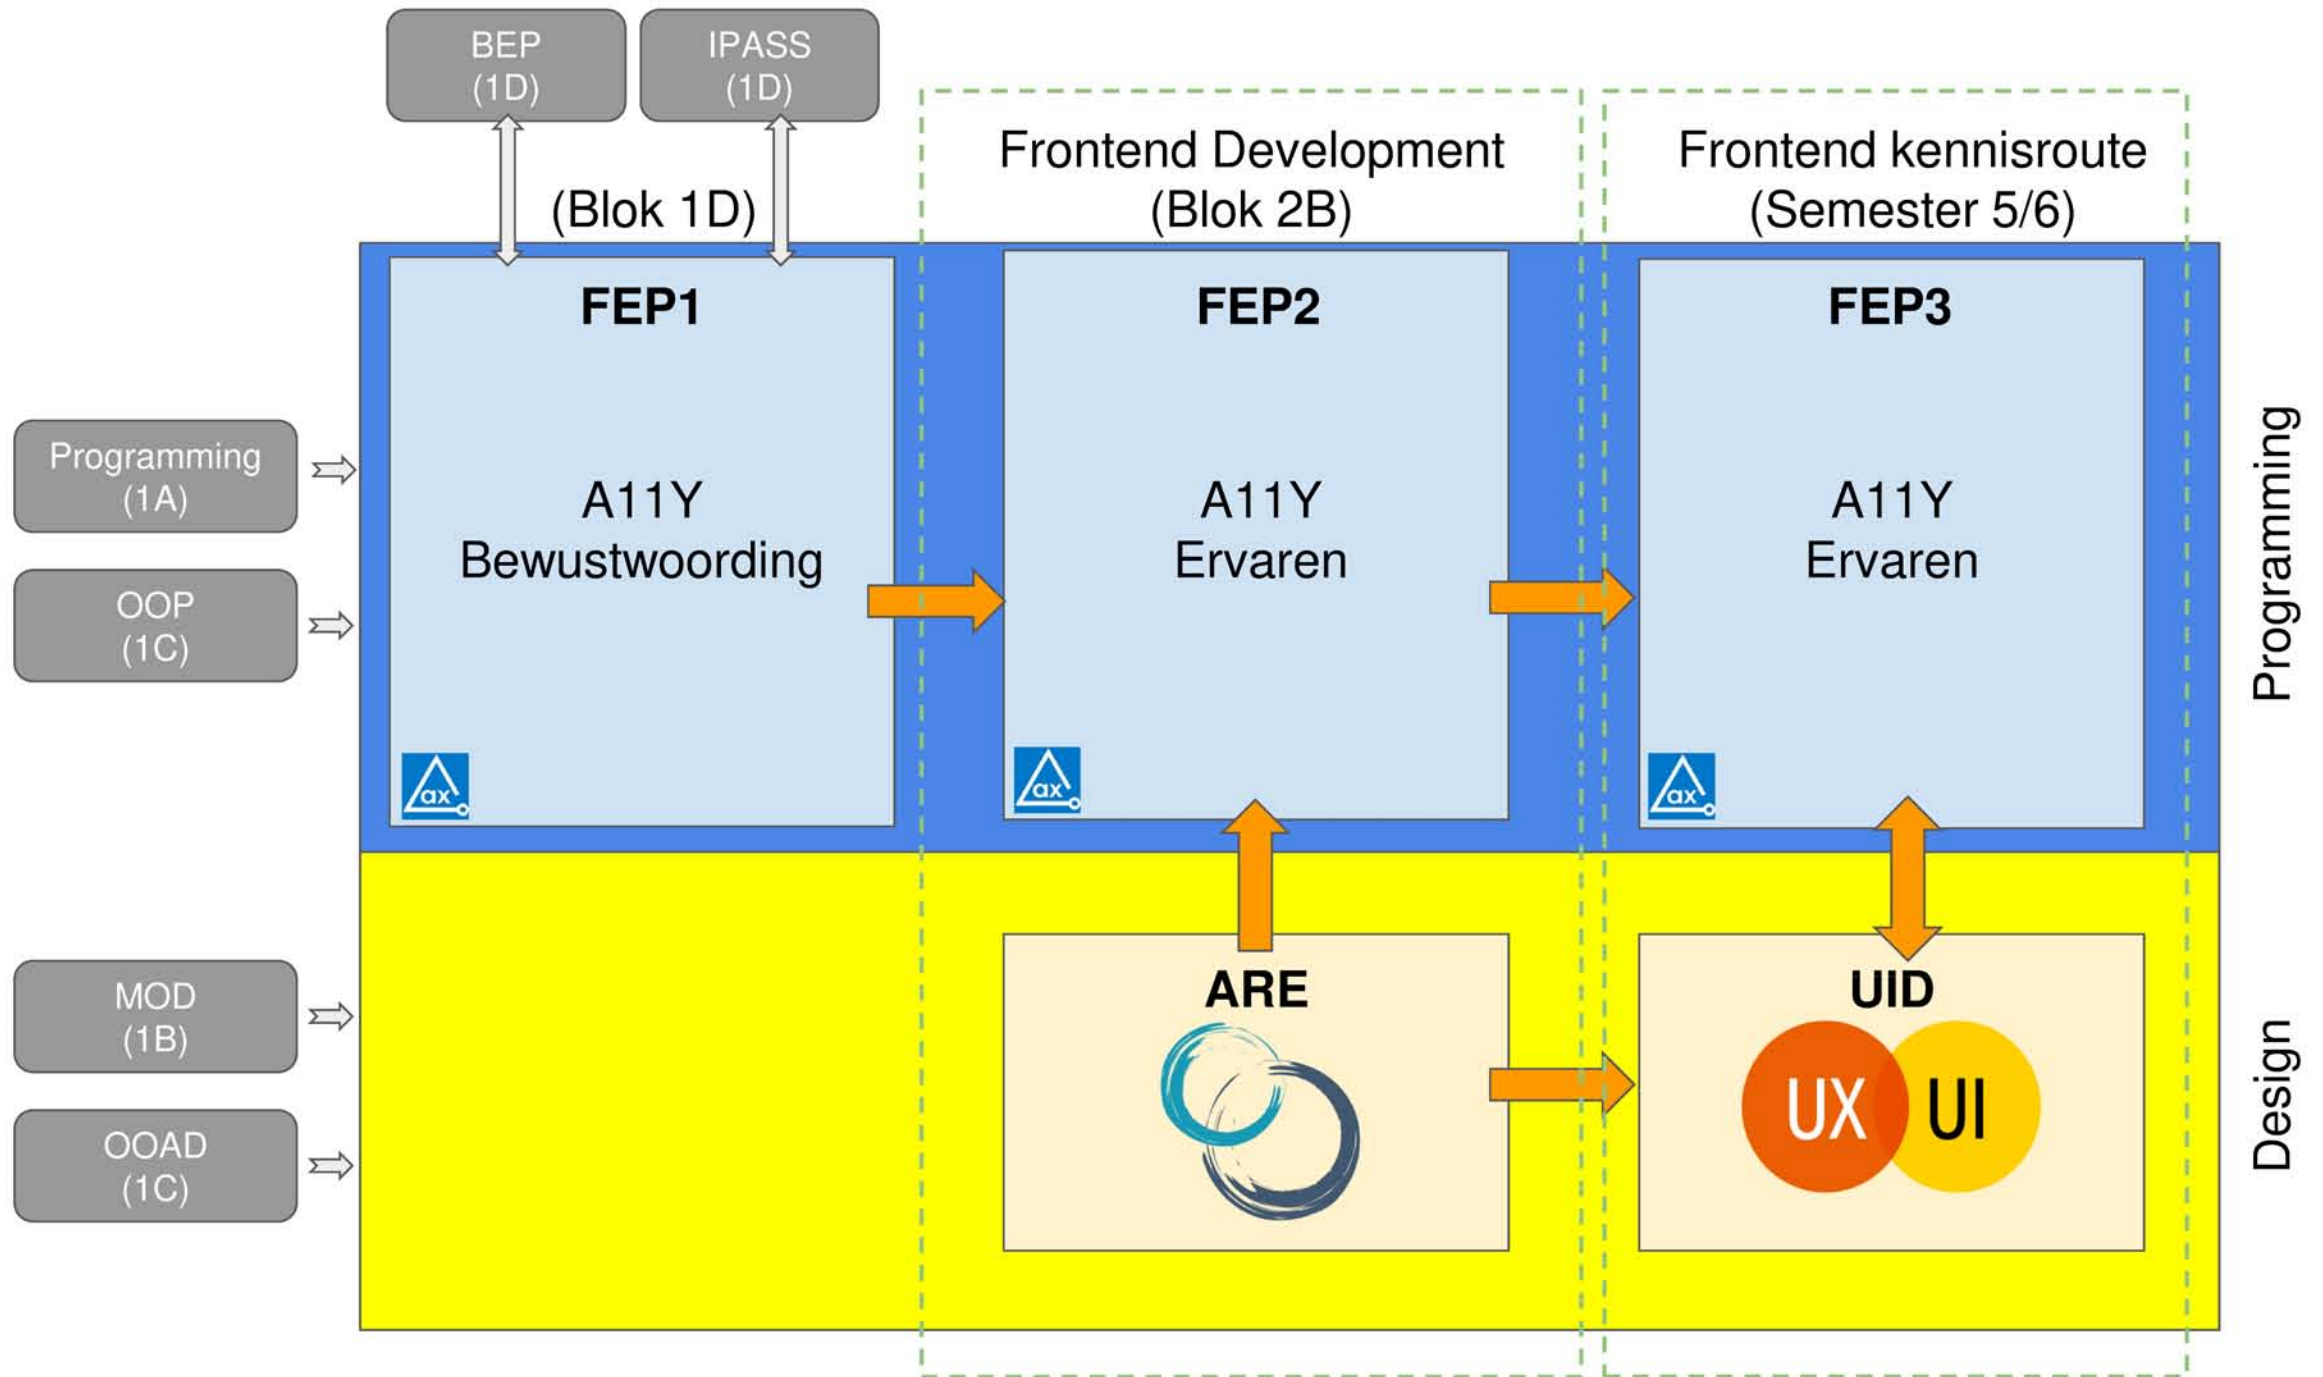 BEP
(1D)
IPASS
(1D)
(Blok 1D)
Frontend Development
(Blok 2B)
Frontend kennisroute
(Semester 5/6)
Programming
(1A)
OOP
(1C)
MOD
(1B)
OOAD
(1C)
FEP1
A11Y
Bewustwoording
ax
FEP2
A11Y
Ervaren
ax
FEP3
A11Y
Ervaren
ax
Programming
ARE
UID
UX
UI
Design